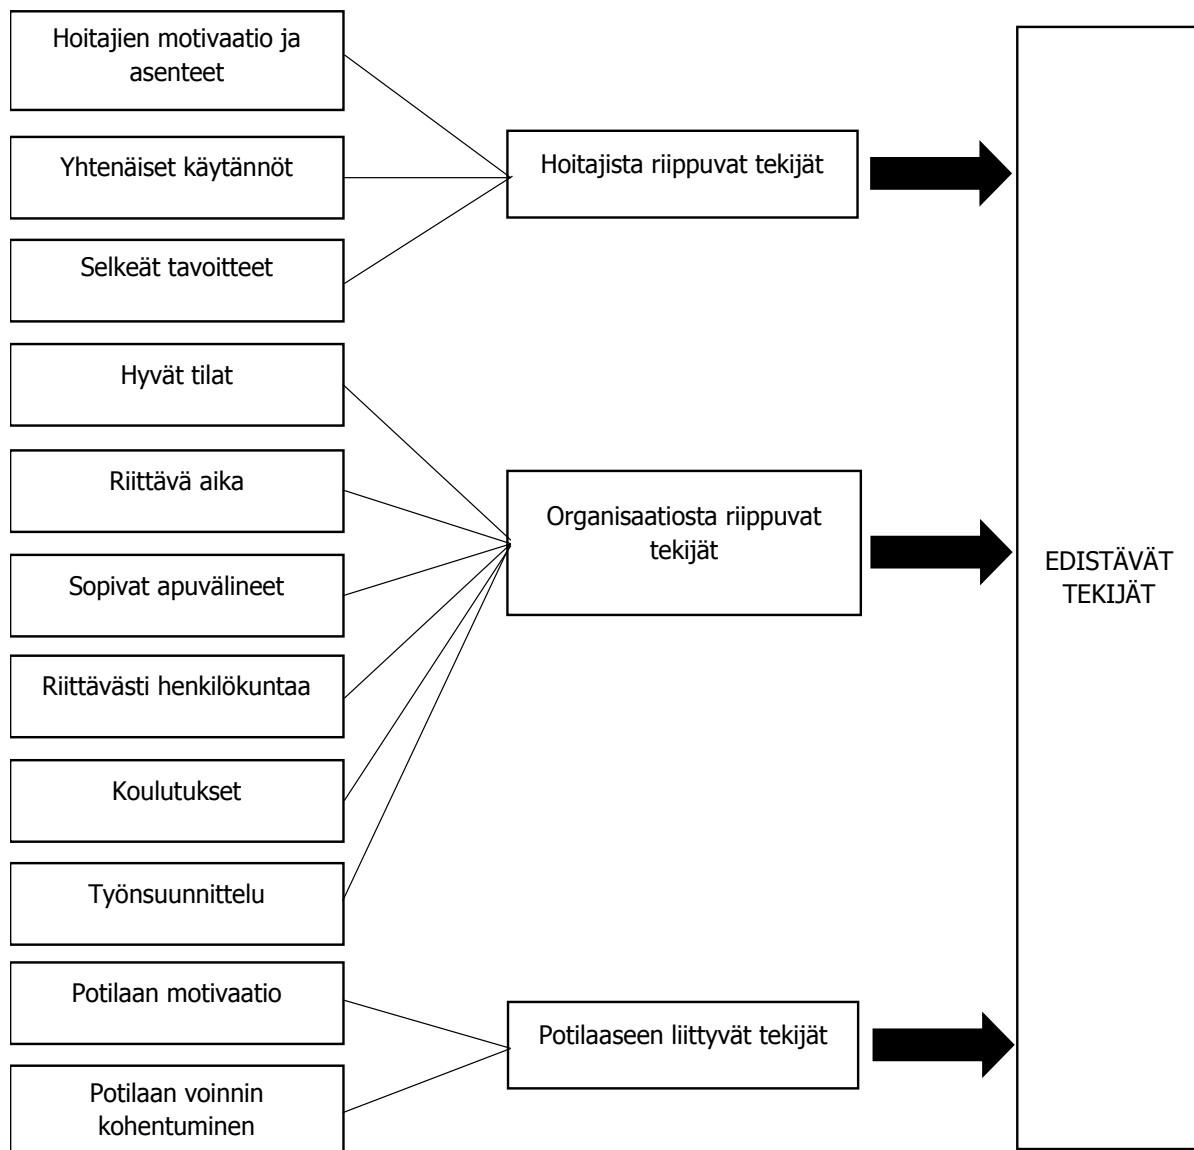 Hoitajien motivaatio ja
asenteet
Yhtenäiset käytännöt
Selkeät tavoitteet
Hoitajista riippuvat tekijät
Hyvät tilat
Riittävä aika
Sopivat apuvälineet
Riittävästi henkilökuntaa
Koulutukset
Työnsuunnittelu
Organisaatiosta riippuvat
tekijät
Potilaan motivaatio
Potilaan voinnin
kohentuminen
Potilaaseen liittyvät tekijät
EDISTÄVÄT
TEKIJÄT